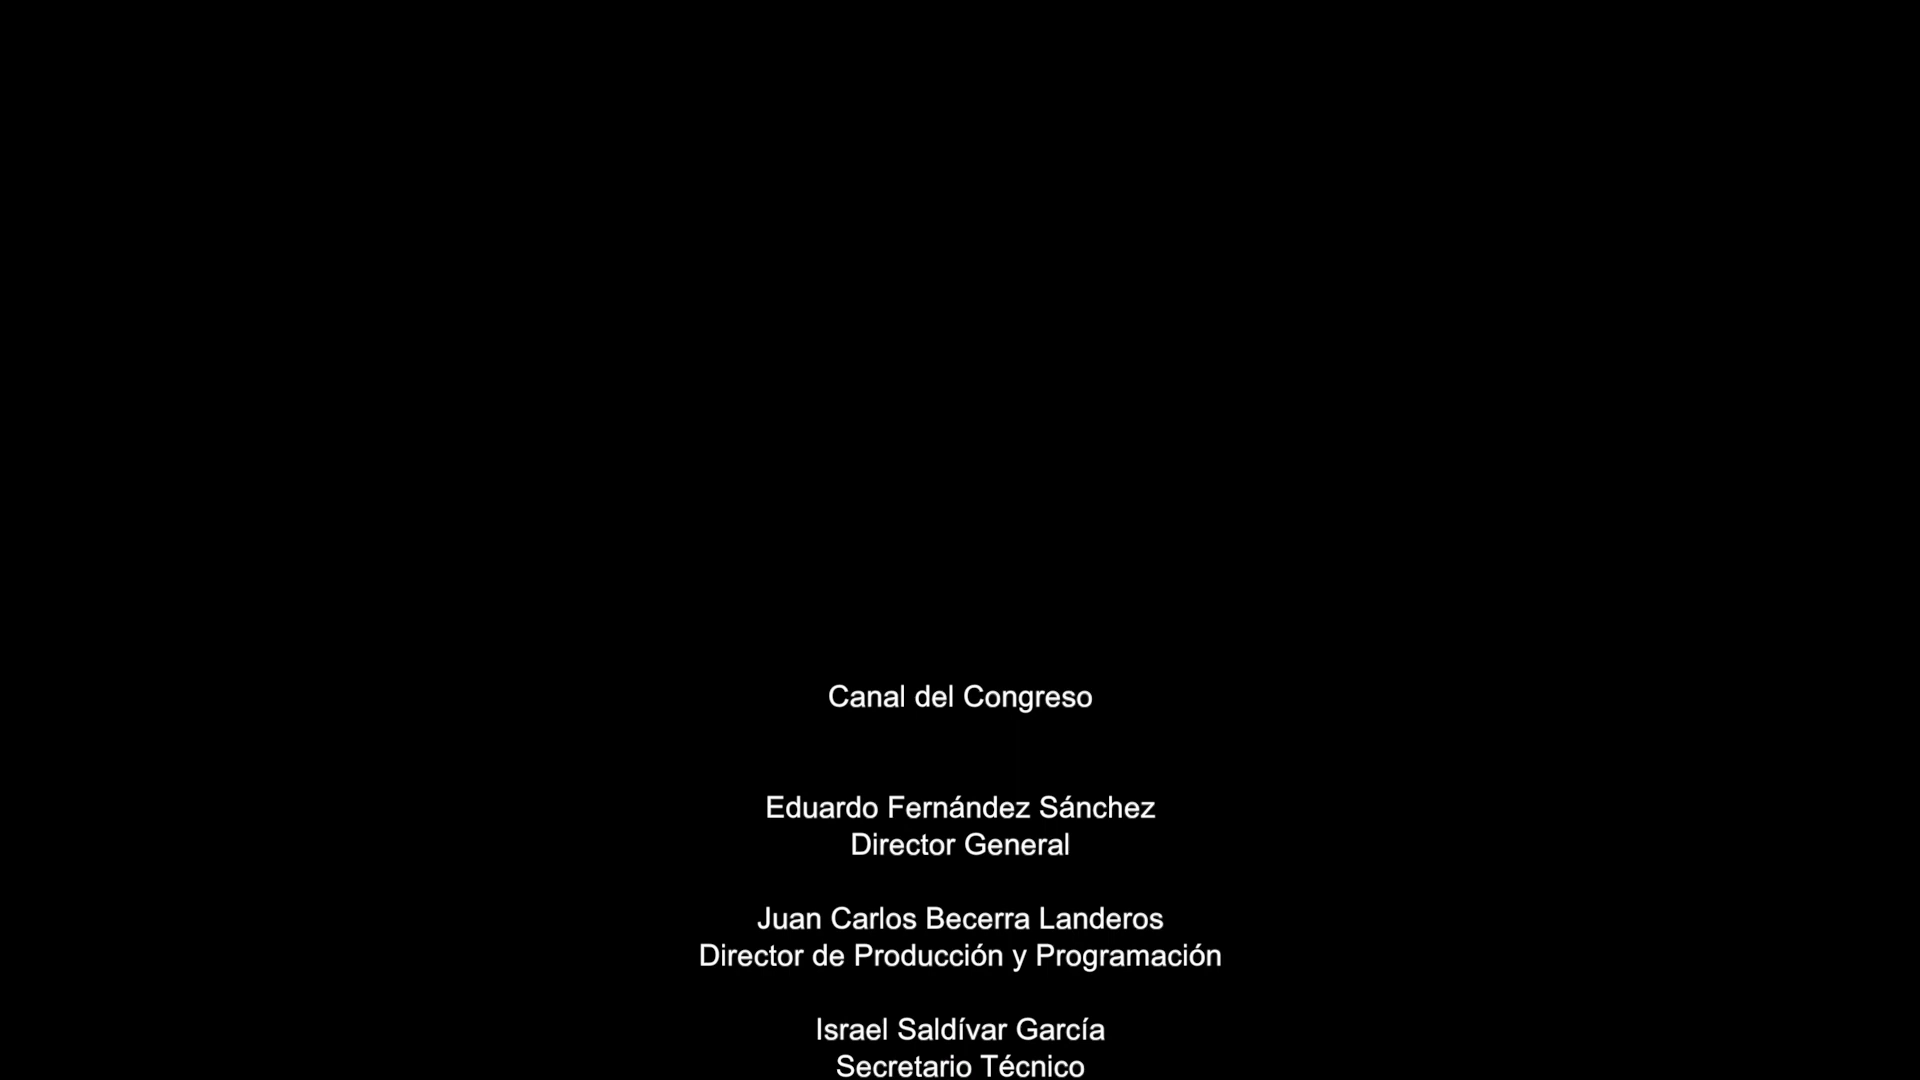 Canal del Congreso
Eduardo Fernández Sánchez
Director General
Juan Carlos Becerra Landeros
Director de Producción y Programación
Israel Saldívar García
Secretario Técnico